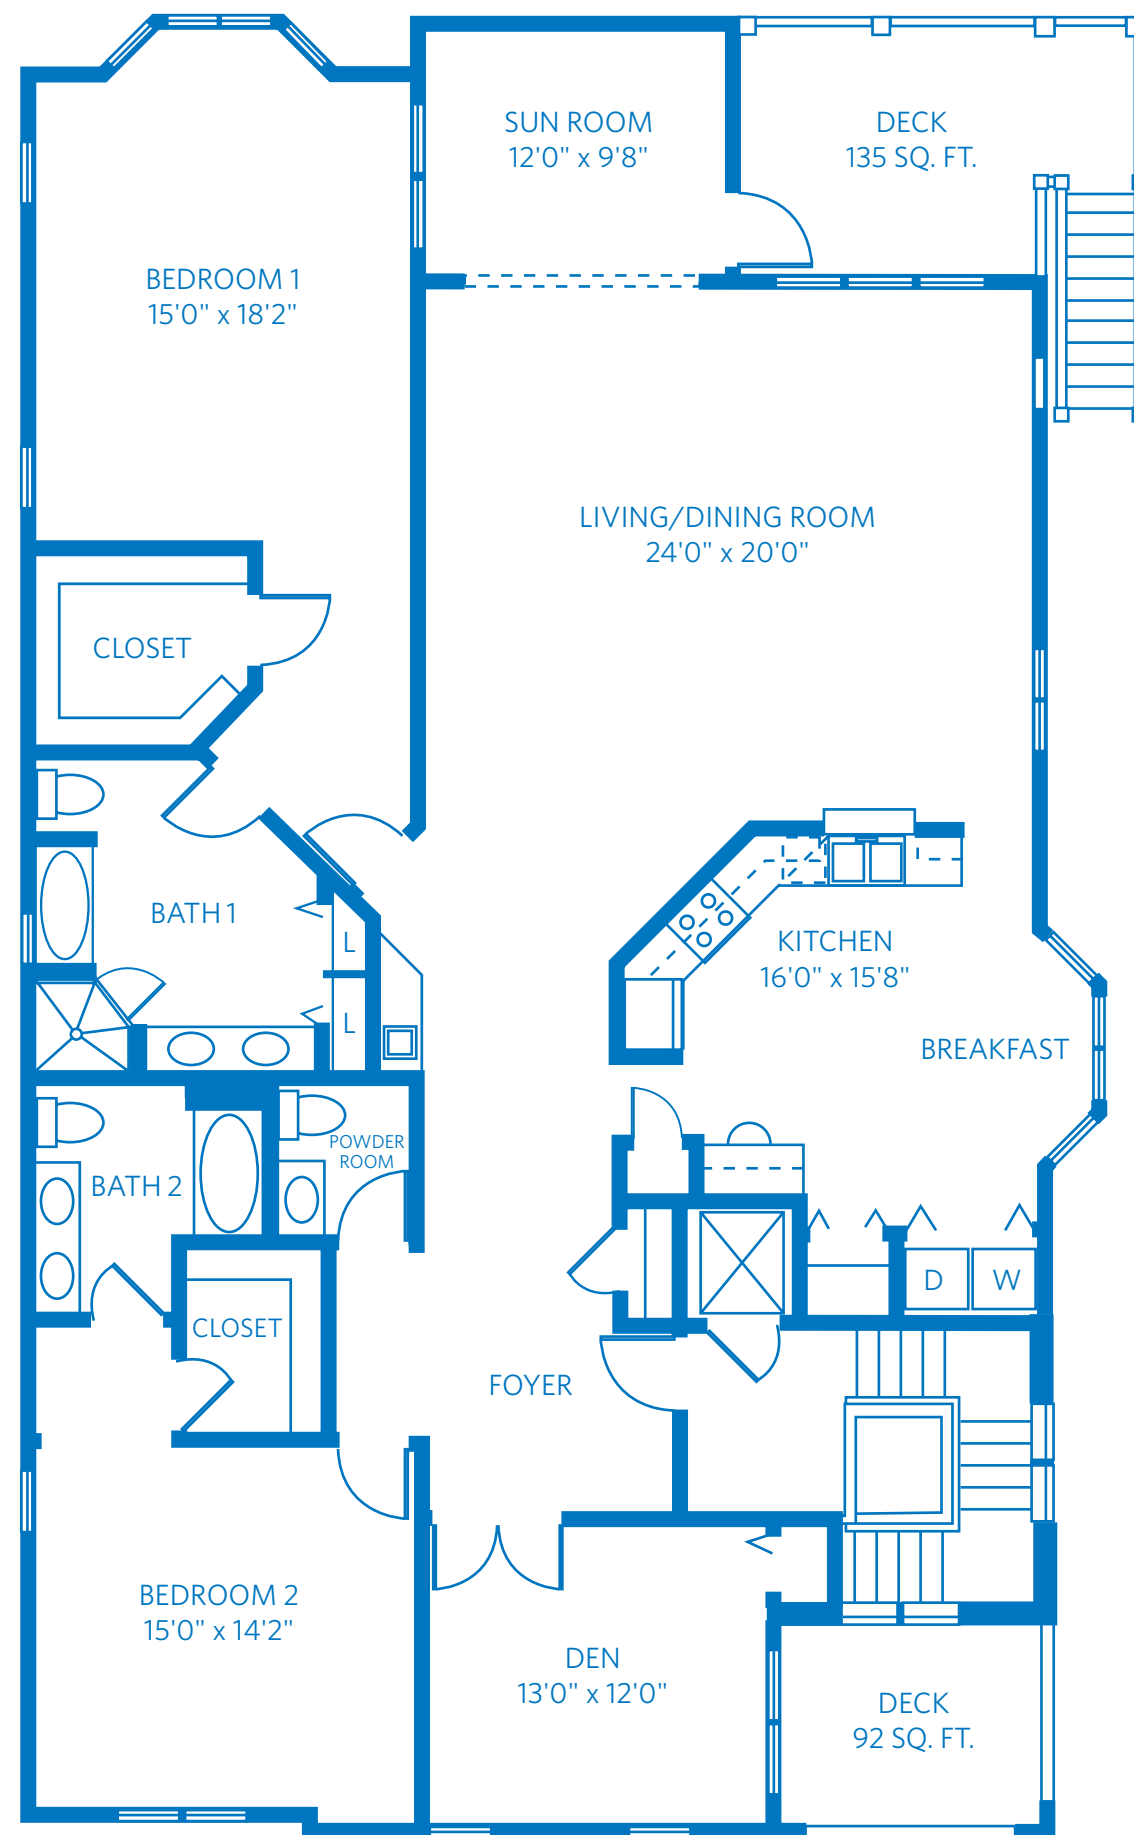 SUN ROOM
12'0" x 9'8"
DECK
135 SQ. FT.
BEDROOM 1
15'0" x 18'2"
LIVING/DINING ROOM
24'0" x 20'0"
CLOSET
BATH 1
L
L
KITCHEN
16'0" x 15'8"
BREAKFAST
POWDER
ROOM
BATH 2
CLOSET
D
W
FOYER
BEDROOM 2
15'0" x 14'2"
DEN
13'0" x 12'0"
DECK
92 SQ. FT.